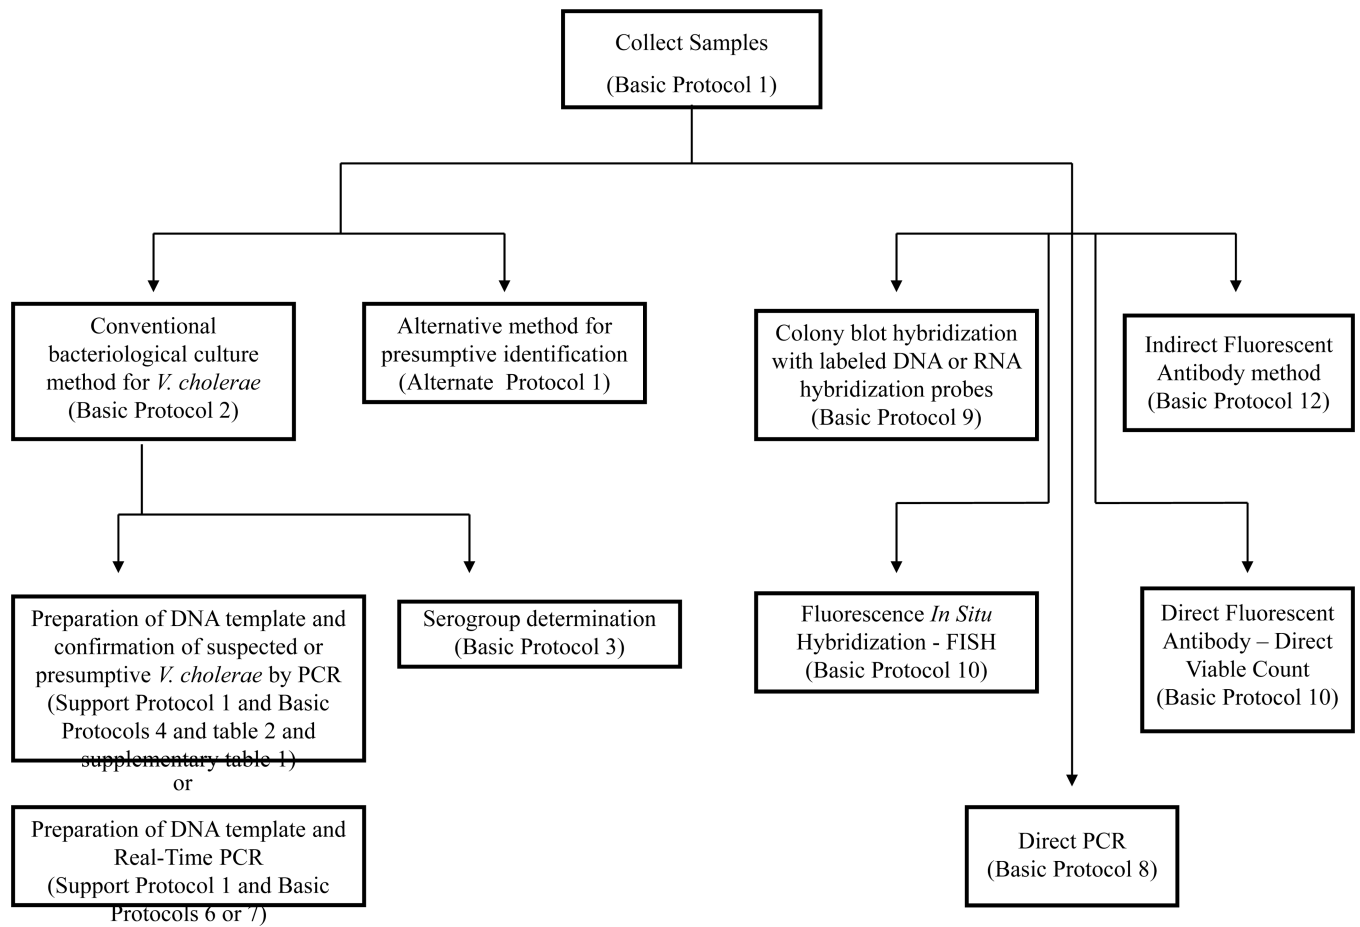 Collect Samples
(Basic Protocol 1)
Conventional
bacteriological culture
method for V. cholerae
(Basic Protocol 2)
Alternative method for
presumptive identification
(Alternate Protocol 1)
Colony blot hybridization
with labeled DNA or RNA
hybridization probes
(Basic Protocol 9)
Indirect Fluorescent
Antibody method
(Basic Protocol 12)
Preparation of DNA template and
confirmation of suspected or
presumptive V. cholerae by PCR
(Support Protocol 1 and Basic
Protocols 4 and table 2 and
supplementary table 1)
or
Preparation of DNA template and
Real-Time PCR
(Support Protocol 1 and Basic
Protocols 6 or 7)
Serogroup determination
(Basic Protocol 3)
Fluorescence In Situ
Hybridization - FISH
(Basic Protocol 10)
Direct Fluorescent
Antibody – Direct
Viable Count
(Basic Protocol 10)
Direct PCR
(Basic Protocol 8)